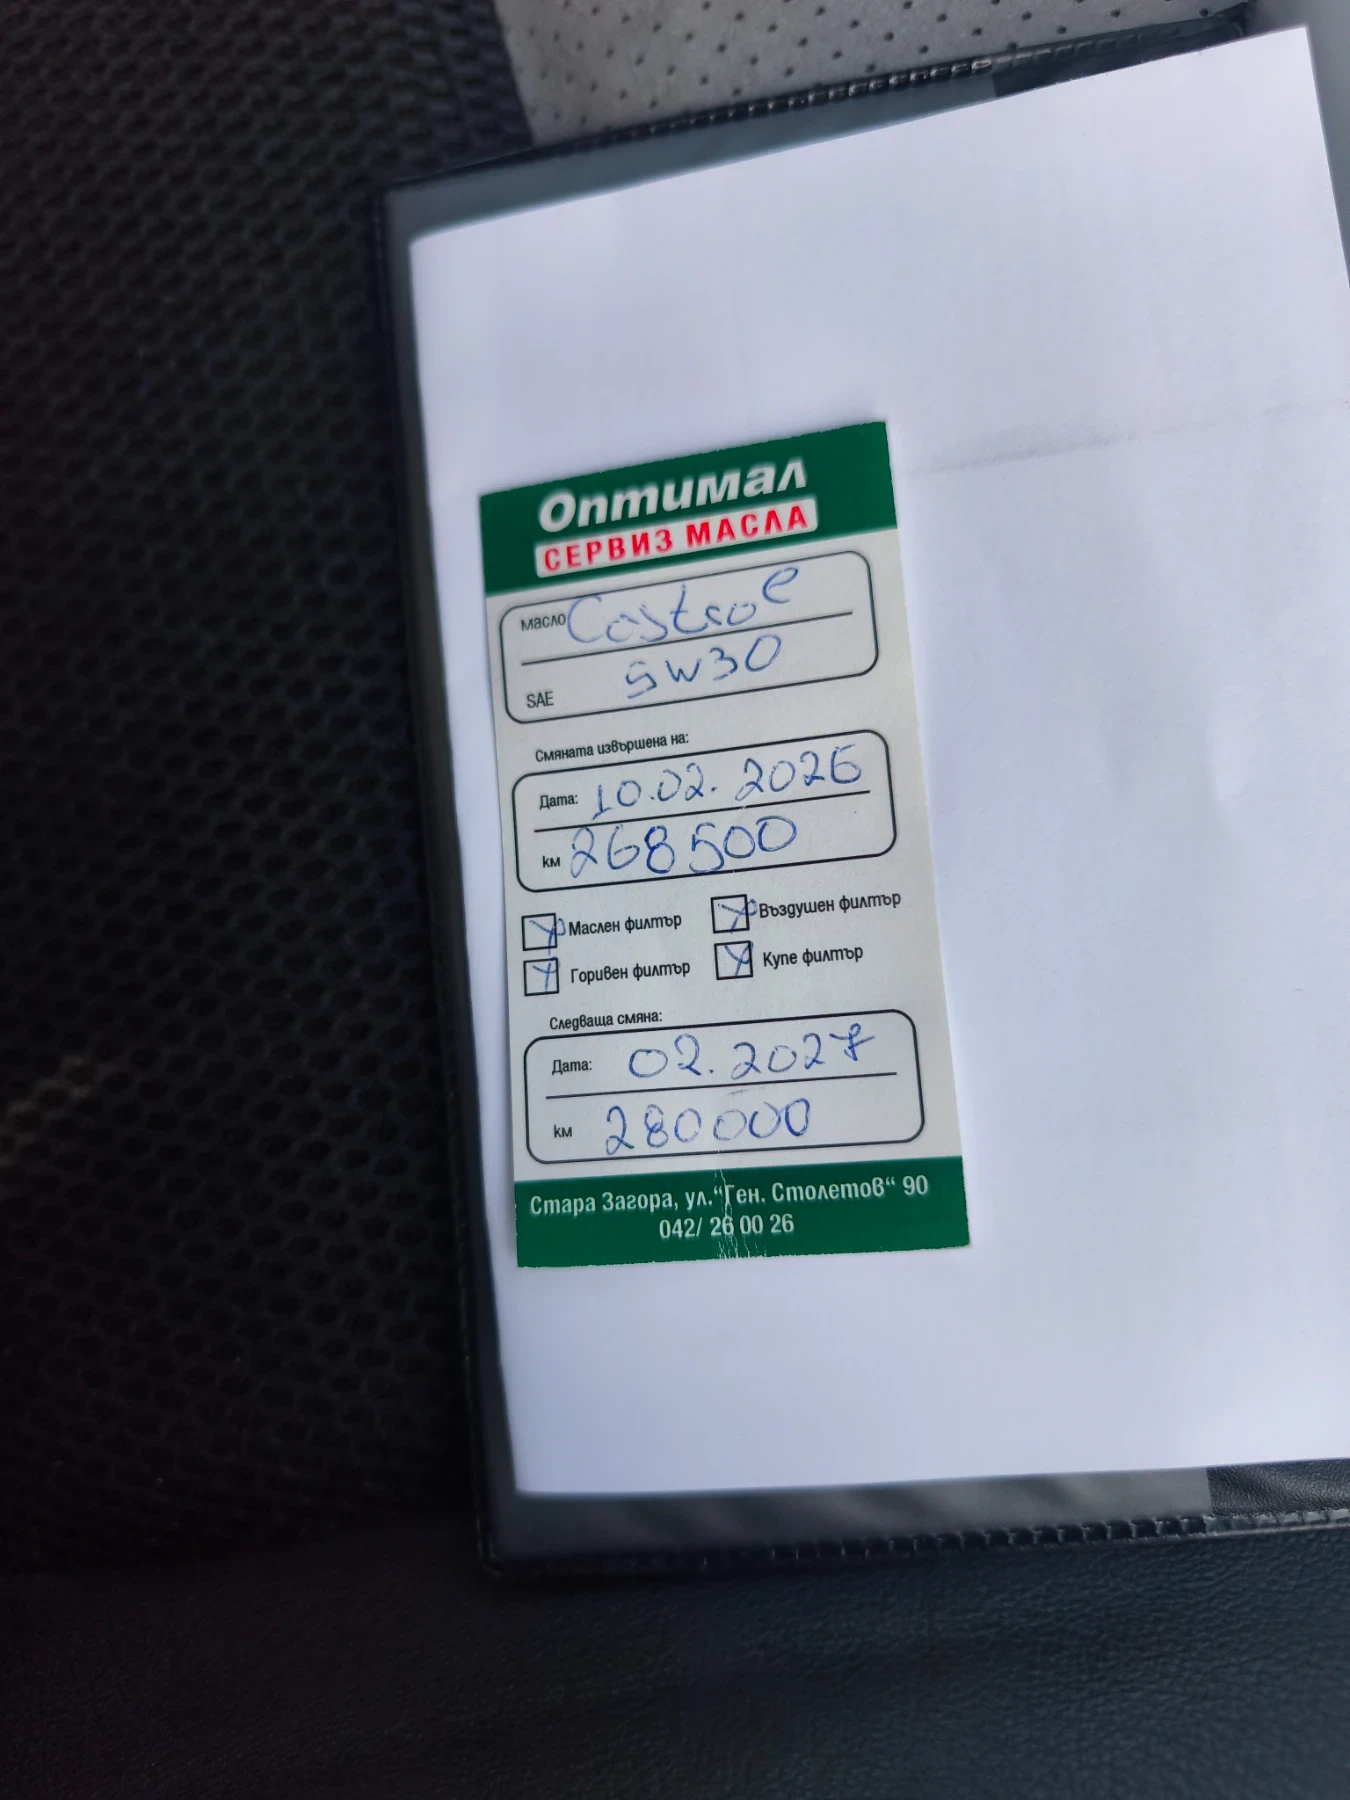 Оптимал
СЕРВИЗ МАСЛА
масло Castrol
SAE 5W30
Смяната извършена на:
Дата: 10.02.2026
км 268500
Маслен филтър Въздушен филтър
Горивен филтър Купе филтър
Следваща смяна:
Дата: 02.2027
км 280000
Стара Загора, ул.“Ген. Столетов“ 90
042/ 26 00 26